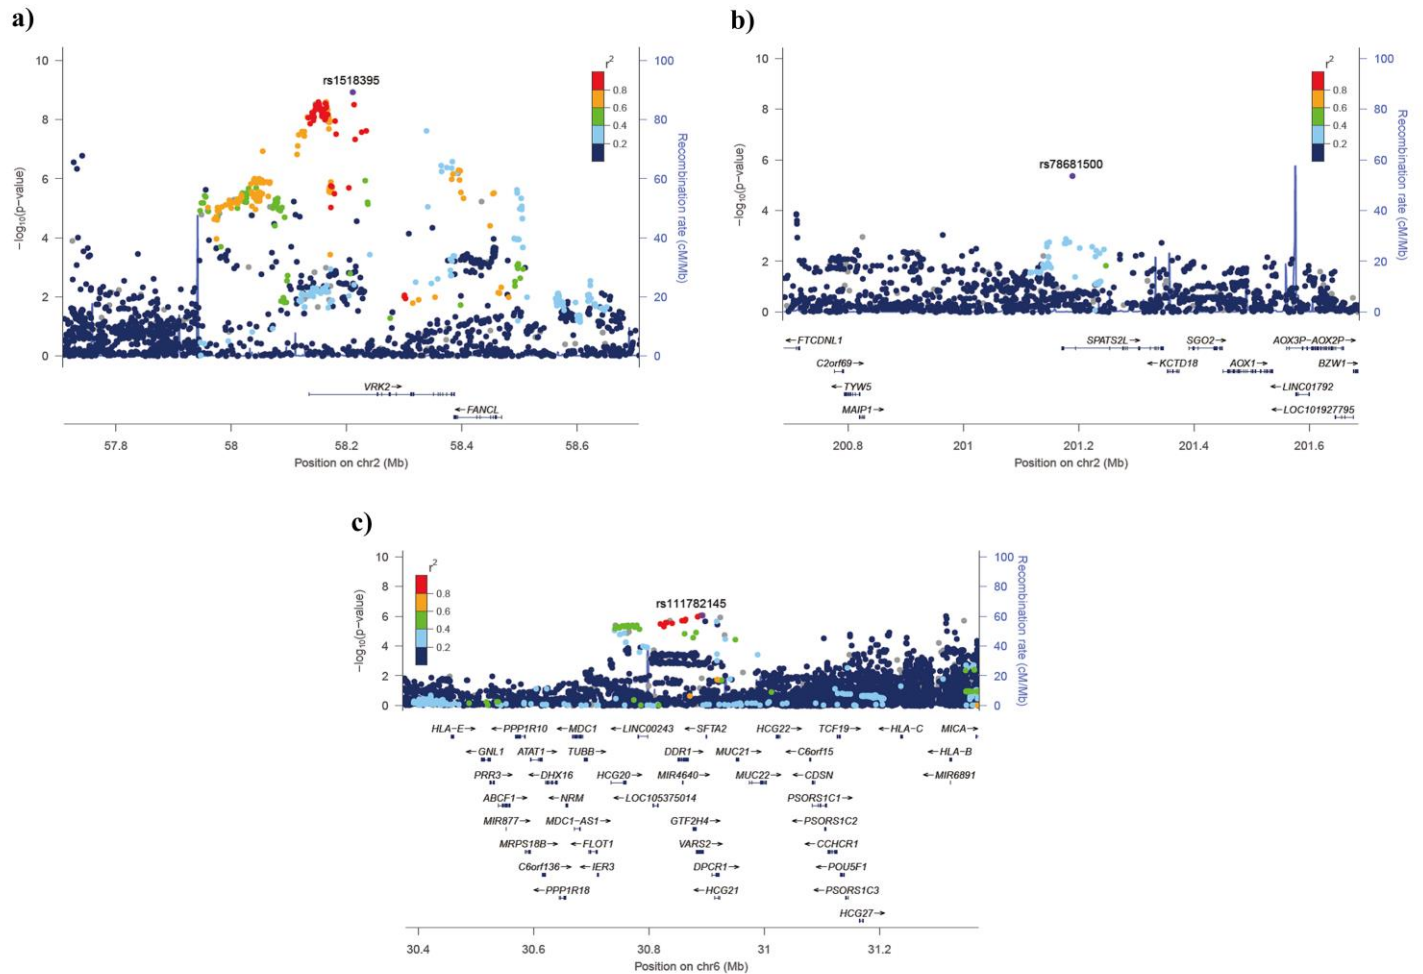 a)
10
8
6
4
2
0
−log10(p−value)
rs1518395
r2
0.8
0.6
0.4
0.2
100
80
60
40
20
0
Recombination rate (cM/Mb)
VRK2→
←FANCL
57.8 58 58.2 58.4 58.6
Position on chr2 (Mb)
b)
10
8
6
4
2
0
−log10(p−value)
rs78681500
r2
0.8
0.6
0.4
0.2
100
80
60
40
20
0
Recombination rate (cM/Mb)
←FTCDNL1 SPATS2L→ SGO2→ AOX3P−AOX2P→
C2orf69→ ←KCTD18 AOX1→ BZW1→
←TYW5 ←LINC01792
MAIP1→ ←LOC101927795
200.8 201 201.2 201.4 201.6
Position on chr2 (Mb)
c)
10
8
6
4
2
0
−log10(p−value)
rs111782145
r2
0.8
0.6
0.4
0.2
100
80
60
40
20
0
Recombination rate (cM/Mb)
HLA−E→ ←PPP1R10 ←MDC1 ←LINC00243 ←SFTA2 HCG22→ TCF19→ ←HLA−C MICA→
←GNL1 ATAT1→ TUBB→ DDR1→ MUC21→ ←C6orf15 ←HLA−B
PRR3→ ←DHX16 HCG20→ MIR4640→ MUC22→ ←CDSN ←MIR6891
ABCF1→ ←NRM ←LOC105375014 PSORS1C1→
MIR877→ MDC1−AS1→ GTF2H4→ ←PSORS1C2
MRPS18B→ ←FLOT1 VARS2→ ←CCHCR1
C6orf136→ ←IER3 DPCR1→ ←POU5F1
←PPP1R18 ←HCG21 ←PSORS1C3
HCG27→
30.4 30.6 30.8 31 31.2
Position on chr6 (Mb)